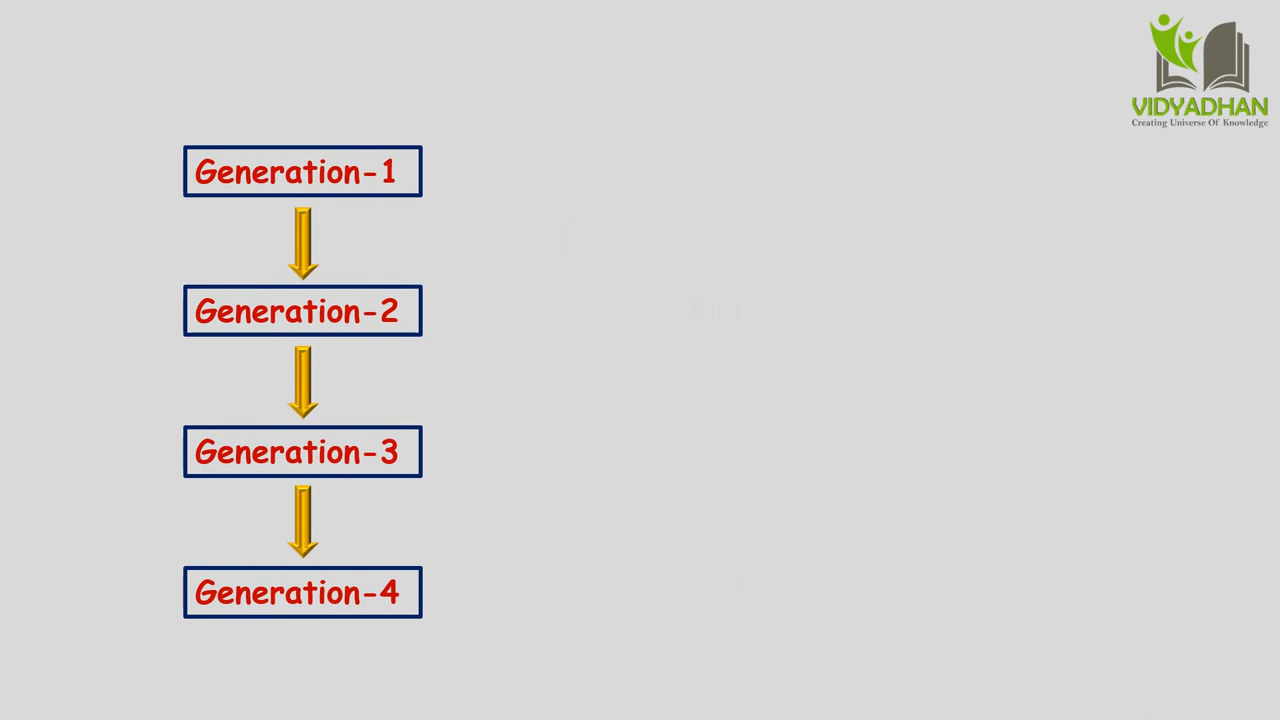 VIDYADHAN
Creating Universe Of Knowledge
Generation-1
Generation-2
Generation-3
Generation-4